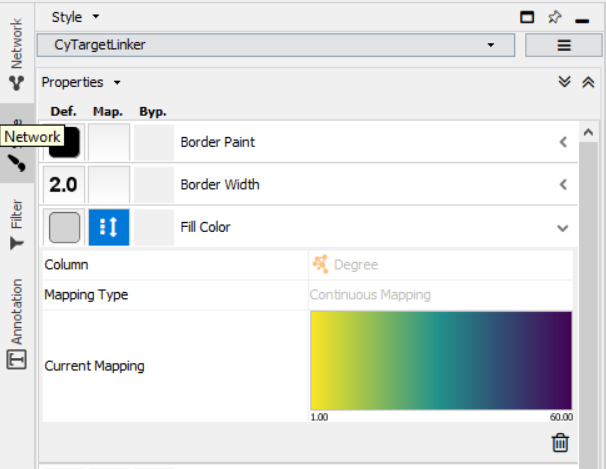 Style
CyTargetLinker
Properties
Def. Map. Byp.
Border Paint
2.0 Border Width
Fill Color
Column Degree
Mapping Type Continuous Mapping
Current Mapping
1.00 60.00
Network
Network
Filter
Annotation